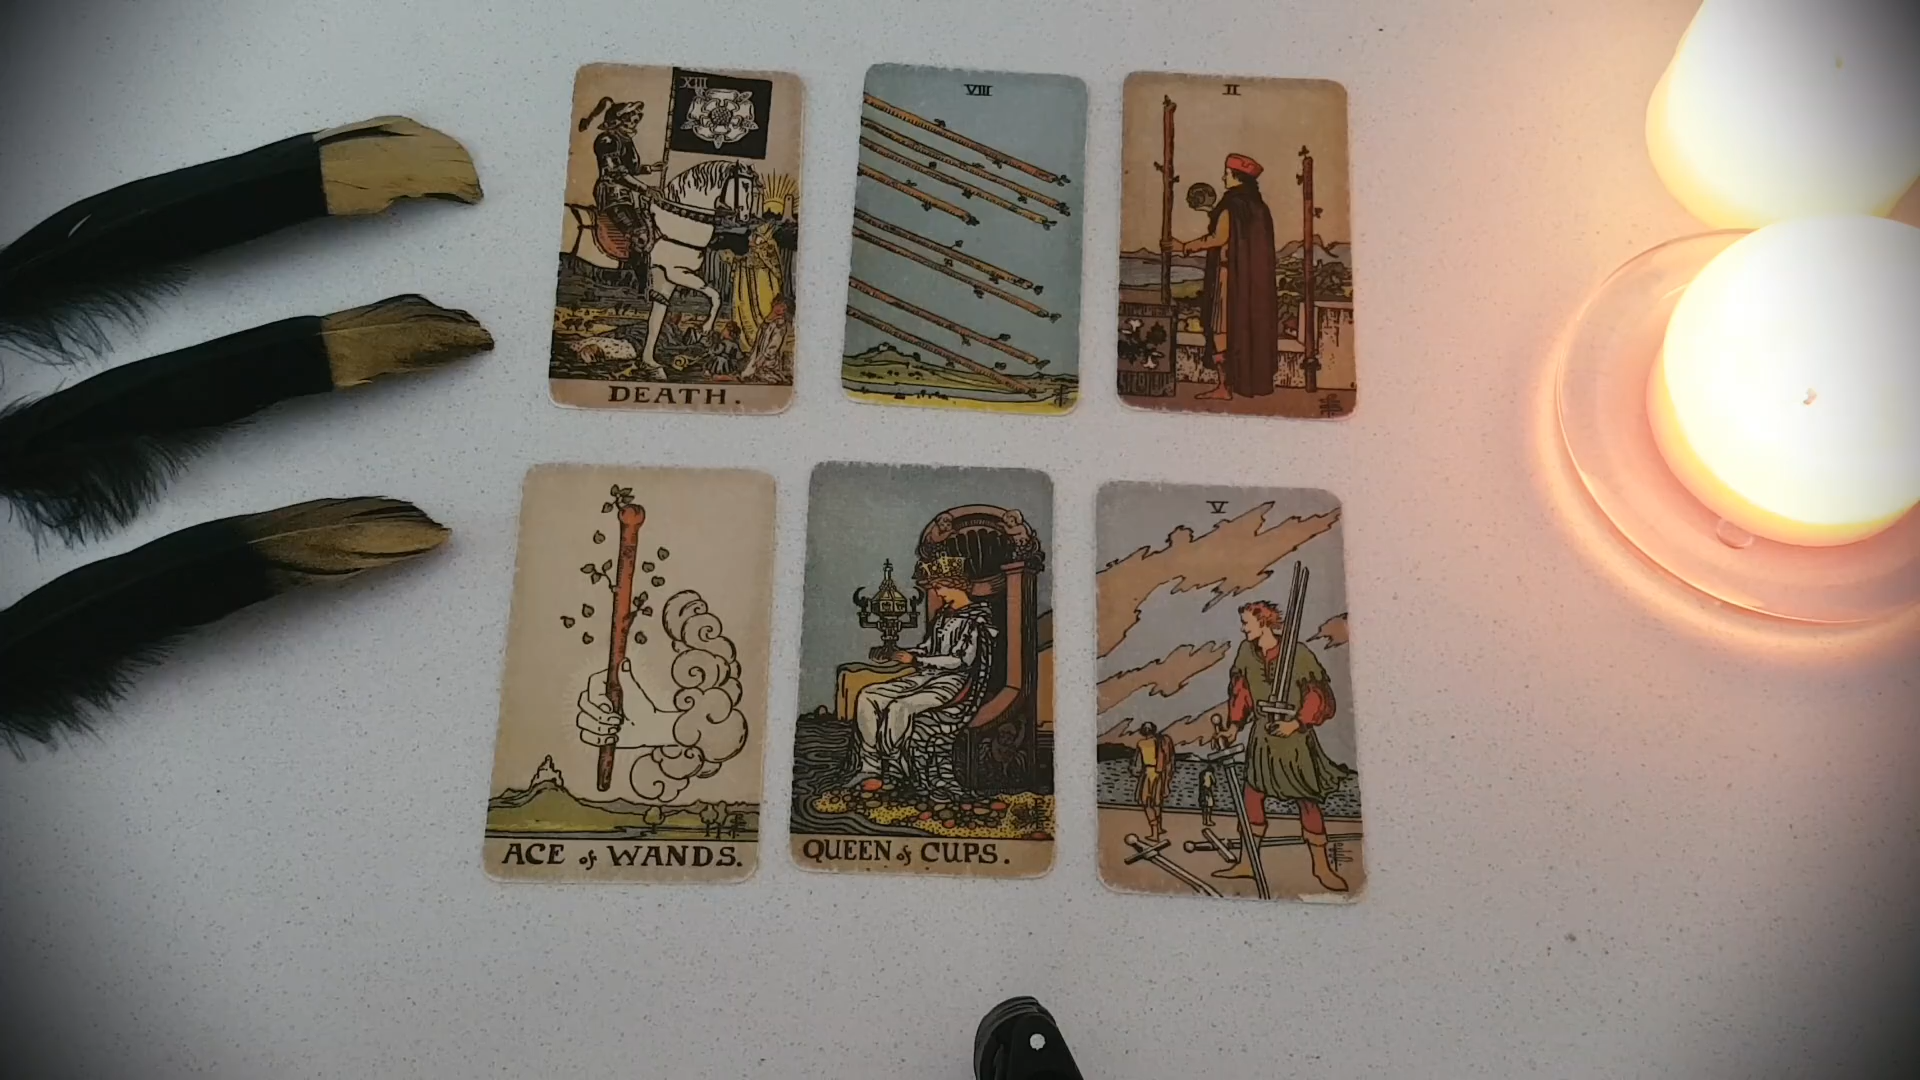 XIII
VIII
II
DEATH.
V
ACE of WANDS.
QUEEN of CUPS.